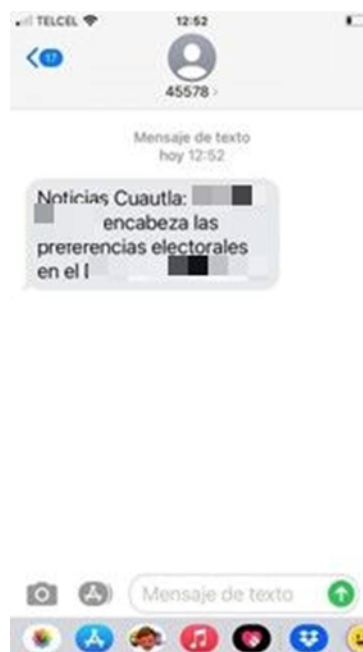 TELCEL 12:52
17
45578 >
Mensaje de texto
hoy 12:52
Noticias Cuautla:
encabeza las
preferencias electorales
en el
Mensaje de texto